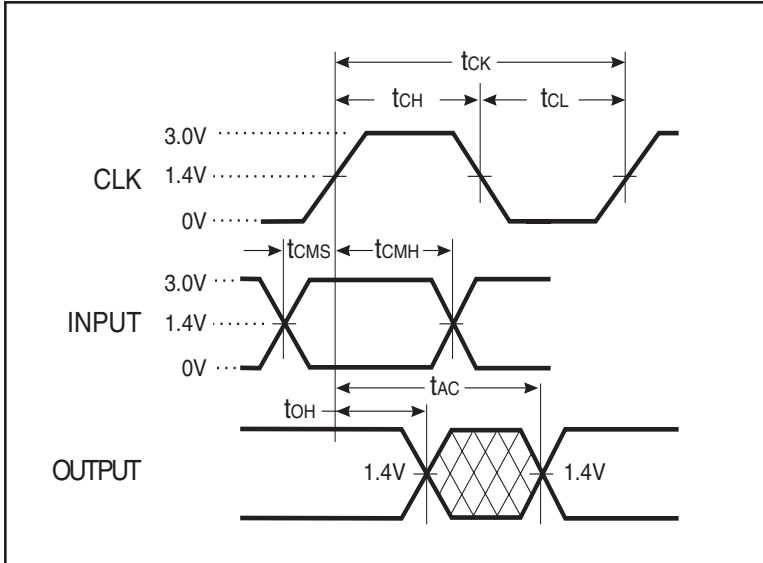 tCK
tCH
tCL
3.0V
CLK
1.4V
0V
tCMS
tCMH
3.0V
INPUT
1.4V
0V
tAC
tOH
OUTPUT
1.4V
1.4V